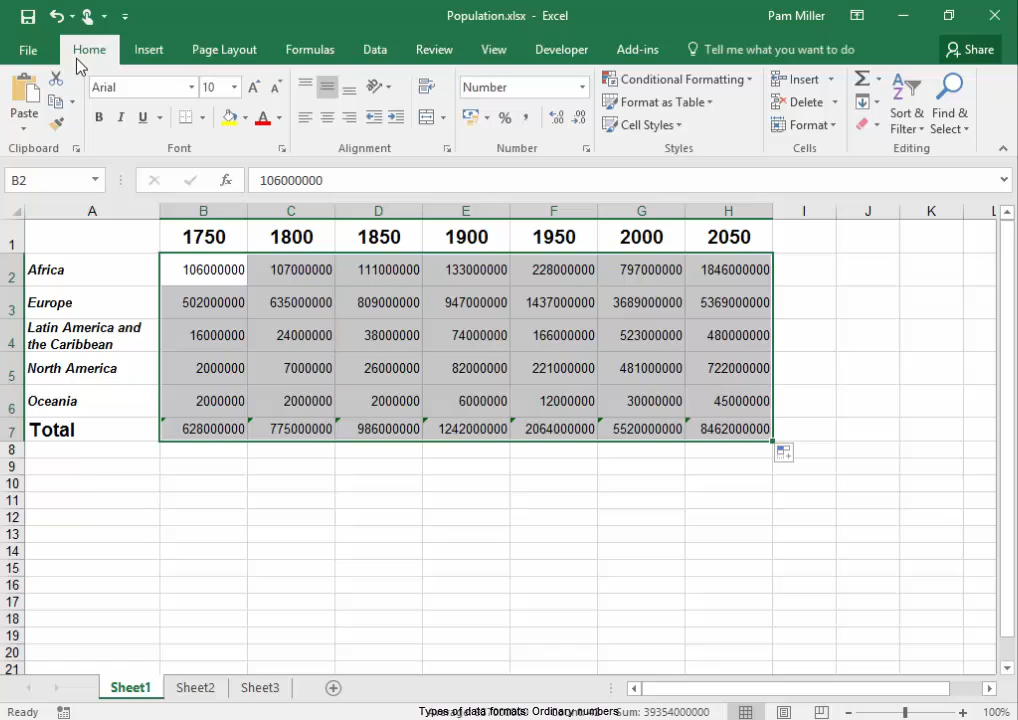 Population.xlsx - Excel
Pam Miller
File Home Insert Page Layout Formulas Data Review View Developer Add-ins Tell me what you want to do Share
Paste
Clipboard
Arial 10
B I U
Font
Alignment
Number
Number
Conditional Formatting
Format as Table
Cell Styles
Styles
Insert
Delete
Format
Cells
Sort & Filter
Find & Select
Editing
B2 fx 106000000
A B C D E F G H I J K L
1 1750 1800 1850 1900 1950 2000 2050
2 Africa 106000000 107000000 111000000 133000000 228000000 797000000 1846000000
3 Europe 502000000 635000000 809000000 947000000 1437000000 3689000000 5369000000
4 Latin America and the Caribbean 16000000 24000000 38000000 74000000 166000000 523000000 480000000
5 North America 2000000 7000000 26000000 82000000 221000000 481000000 722000000
6 Oceania 2000000 2000000 2000000 6000000 12000000 30000000 45000000
7 Total 628000000 775000000 986000000 1242000000 2064000000 5520000000 8462000000
8
9
10
11
12
13
14
15
16
17
18
19
20
21
Sheet1 Sheet2 Sheet3
Ready
Types of data formats: Ordinary numbers
Sum: 39354000000
100%